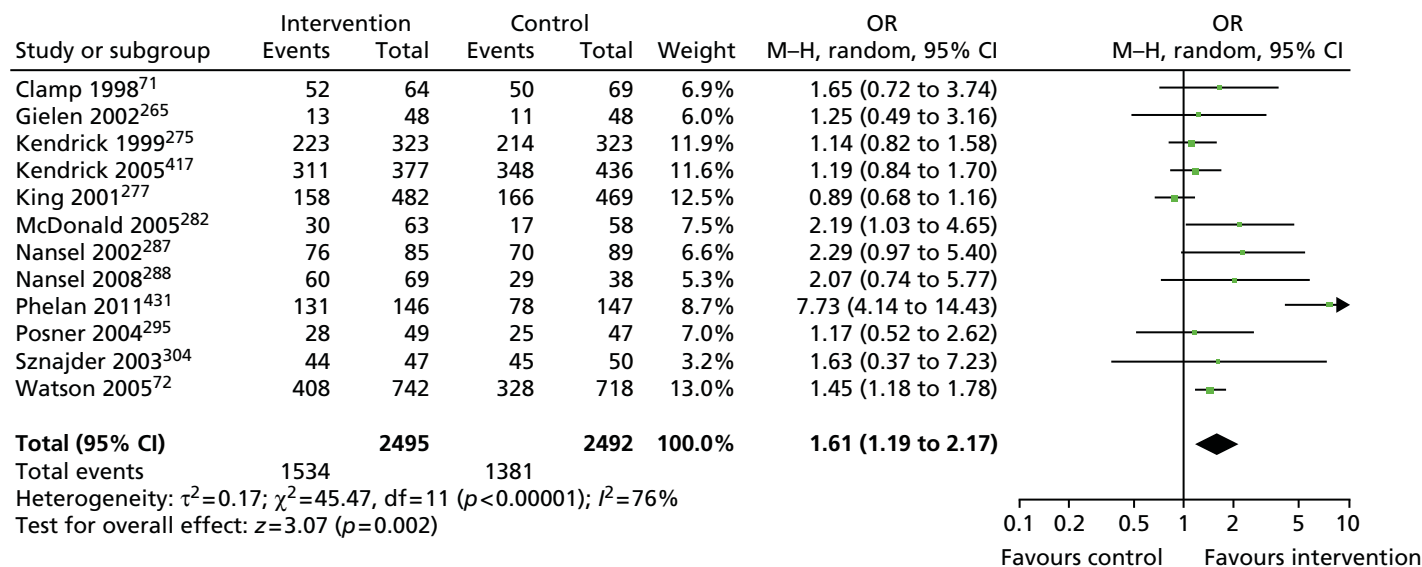 Intervention Control OR OR
Study or subgroup Events Total Events Total Weight M–H, random, 95% CI M–H, random, 95% CI
Clamp 1998⁷¹ 52 64 50 69 6.9% 1.65 (0.72 to 3.74)
Gielen 2002²⁶⁵ 13 48 11 48 6.0% 1.25 (0.49 to 3.16)
Kendrick 1999²⁷⁵ 223 323 214 323 11.9% 1.14 (0.82 to 1.58)
Kendrick 2005⁴¹⁷ 311 377 348 436 11.6% 1.19 (0.84 to 1.70)
King 2001²⁷⁷ 158 482 166 469 12.5% 0.89 (0.68 to 1.16)
McDonald 2005²⁸² 30 63 17 58 7.5% 2.19 (1.03 to 4.65)
Nansel 2002²⁸⁷ 76 85 70 89 6.6% 2.29 (0.97 to 5.40)
Nansel 2008²⁸⁸ 60 69 29 38 5.3% 2.07 (0.74 to 5.77)
Phelan 2011⁴³¹ 131 146 78 147 8.7% 7.73 (4.14 to 14.43)
Posner 2004²⁹⁵ 28 49 25 47 7.0% 1.17 (0.52 to 2.62)
Sznajder 2003³⁰⁴ 44 47 45 50 3.2% 1.63 (0.37 to 7.23)
Watson 2005⁷² 408 742 328 718 13.0% 1.45 (1.18 to 1.78)
Total (95% CI) 2495 2492 100.0% 1.61 (1.19 to 2.17)
Total events 1534 1381
Heterogeneity: τ²=0.17; χ²=45.47, df=11 (p<0.00001); I²=76%
Test for overall effect: z=3.07 (p=0.002)
0.1 0.2 0.5 1 2 5 10
Favours control Favours intervention